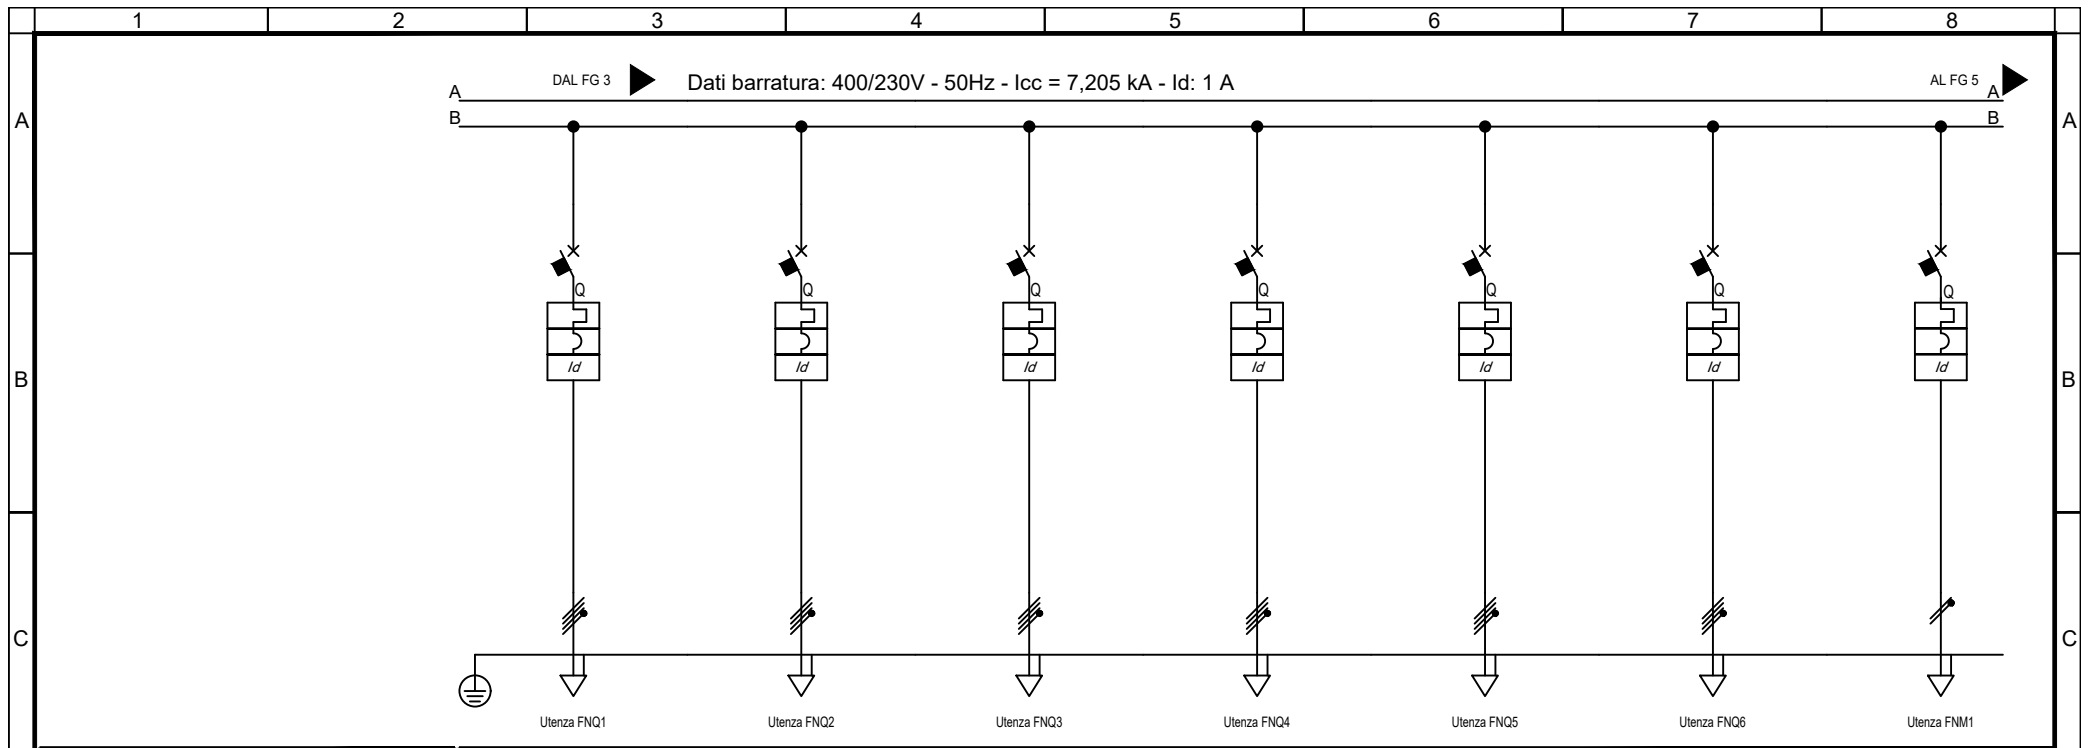 1 2 3 4 5 6 7 8
DAL FG 3 Dati barratura: 400/230V - 50Hz - Icc = 7,205 kA - Id: 1 A AL FG 5
A A
B B
A A
Q Q Q Q Q Q Q
Id Id Id Id Id Id Id
B B
C C
Utenza FNQ1 Utenza FNQ2 Utenza FNQ3 Utenza FNQ4 Utenza FNQ5 Utenza FNQ6 Utenza FNM1